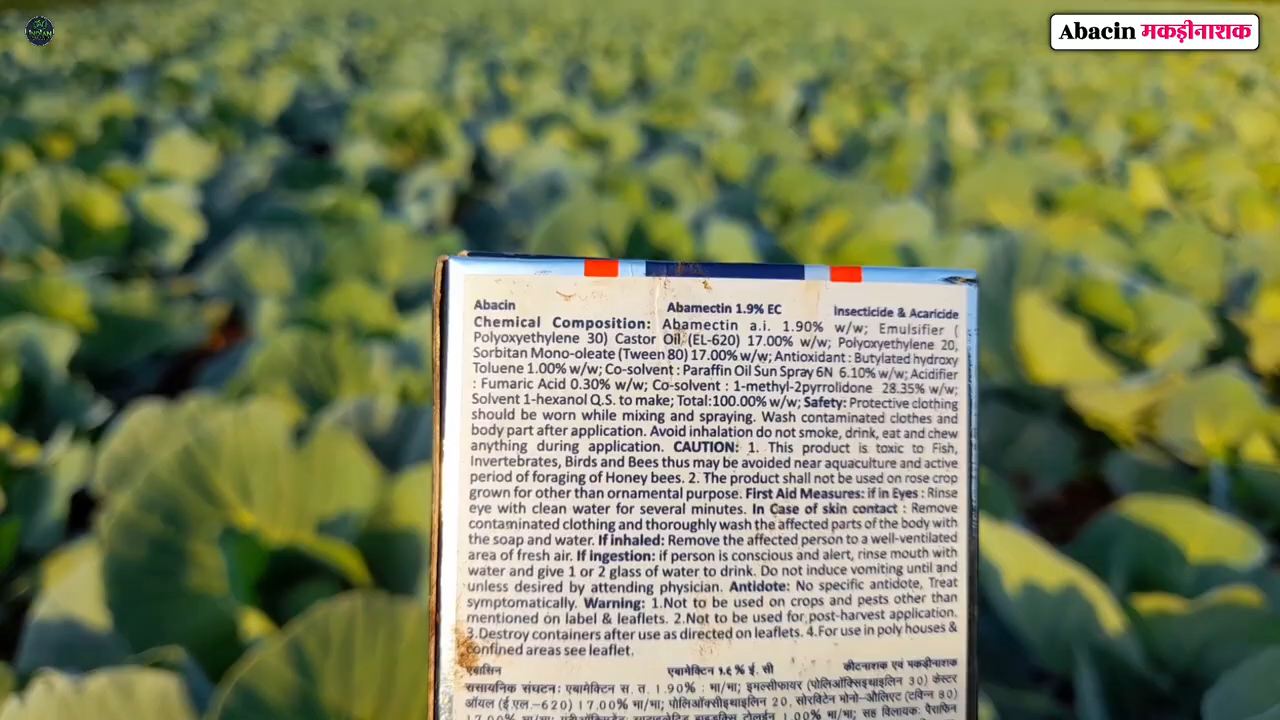 Abacin मकड़ीनाशक
Abacin Abamectin 1.9% EC Insecticide & Acaricide
Chemical Composition: Abamectin a.i. 1.90% w/w; Emulsifier (
Polyoxyethylene 30) Castor Oil (EL-620) 17.00% w/w; Polyoxyethylene 20,
Sorbitan Mono-oleate (Tween 80) 17.00% w/w; Antioxidant : Butylated hydroxy
Toluene 1.00% w/w; Co-solvent : Paraffin Oil Sun Spray 6N 6.10% w/w; Acidifier
: Fumaric Acid 0.30% w/w; Co-solvent : 1-methyl-2pyrrolidone 28.35% w/w;
Solvent 1-hexanol Q.S. to make; Total:100.00% w/w; Safety: Protective clothing
should be worn while mixing and spraying. Wash contaminated clothes and
body part after application. Avoid inhalation do not smoke, drink, eat and chew
anything during application. CAUTION: 1. This product is toxic to Fish,
Invertebrates, Birds and Bees thus may be avoided near aquaculture and active
period of foraging of Honey bees. 2. The product shall not be used on rose crop
grown for other than ornamental purpose. First Aid Measures: if in Eyes : Rinse
eye with clean water for several minutes. In Case of skin contact : Remove
contaminated clothing and thoroughly wash the affected parts of the body with
the soap and water. If inhaled: Remove the affected person to a well-ventilated
area of fresh air. If ingestion: if person is conscious and alert, rinse mouth with
water and give 1 or 2 glass of water to drink. Do not induce vomiting until and
unless desired by attending physician. Antidote: No specific antidote, Treat
symptomatically. Warning: 1.Not to be used on crops and pests other than
mentioned on label & leaflets. 2.Not to be used for post-harvest application.
3.Destroy containers after use as directed on leaflets. 4.For use in poly houses &
confined areas see leaflet.
एबासिन एबामेक्टिन १.९ % ई. सी कीटनाशक एवं मकड़ीनाशक
रासायनिक संघटन: एबामेक्टिन स. त. 1.90% : भा/भा; इमल्सीफायर (पोलिऑक्सिइथाइलिन 30) केस्टर
ऑयल (ई.एल.-620) 17.00% भा/भा; पोलिऑक्सीइथाइलिन 20, सोरविटेन मोनो-औलिएट (टविन 80)